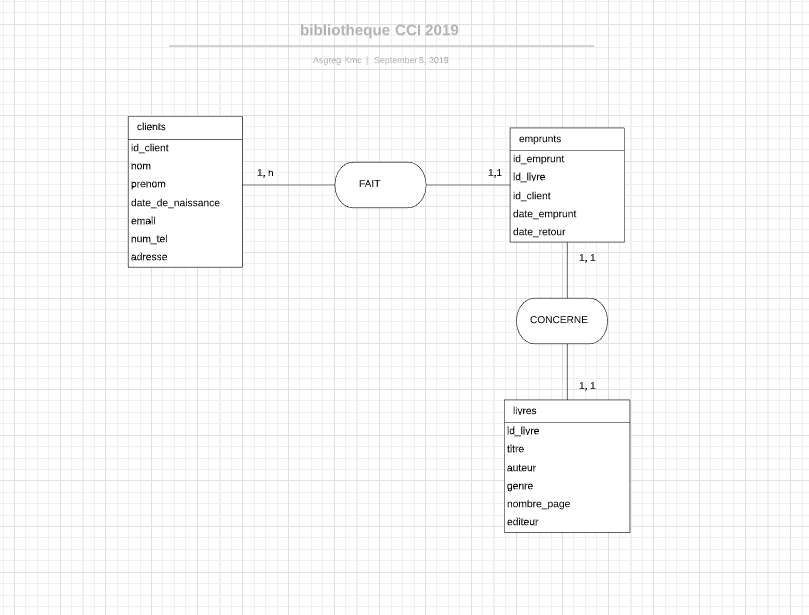 bibliotheque CCI 2019
Asgreg Xmc | September 5, 2019
clients
id_client
nom
prenom
date_de_naissance
email
num_tel
adresse
1, n
FAIT
1,1
emprunts
id_emprunt
id_livre
id_client
date_emprunt
date_retour
1, 1
CONCERNE
1, 1
livres
id_livre
titre
auteur
genre
nombre_page
editeur